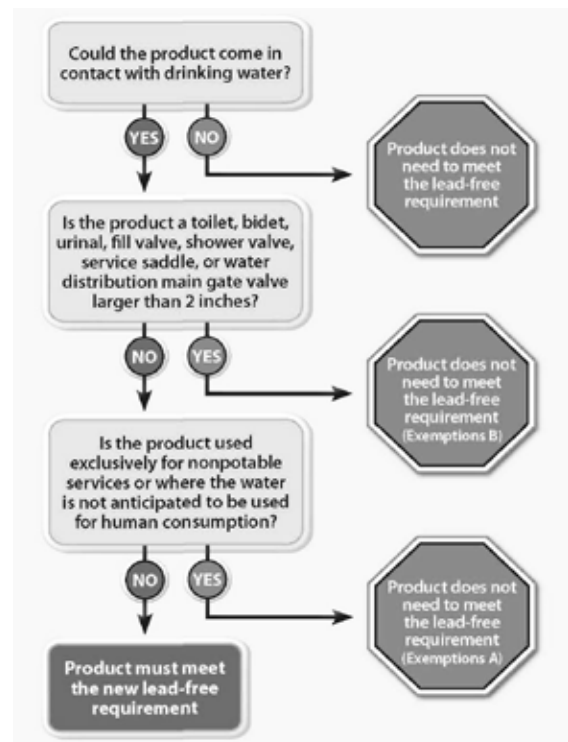 Could the product come in
contact with drinking water?
YES
NO
Product does not
need to meet
the lead-free
requirement
Is the product a toilet, bidet,
urinal, fill valve, shower valve,
service saddle, or water
distribution main gate valve
larger than 2 inches?
NO
YES
Product does not
need to meet
the lead-free
requirement
(Exemptions B)
Is the product used
exclusively for nonpotable
services or where the water
is not anticipated to be used
for human consumption?
NO
YES
Product does not
need to meet
the lead-free
requirement
(Exemptions A)
Product must meet
the new lead-free
requirement